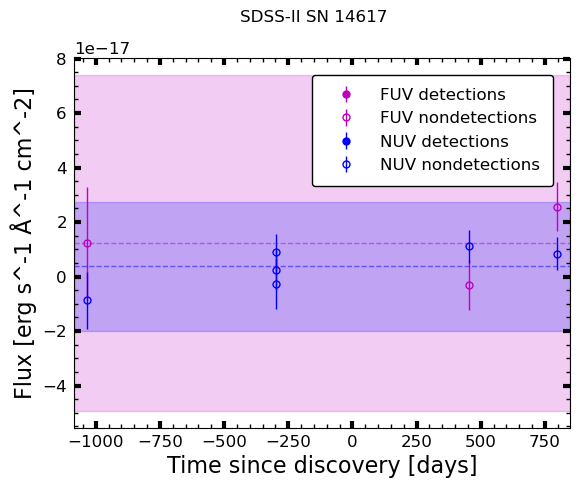 SDSS-II SN 14617
1e−17
FUV detections
FUV nondetections
NUV detections
NUV nondetections
8
6
4
2
0
−2
−4
Flux [erg s^-1 Å^-1 cm^-2]
−1000 −750 −500 −250 0 250 500 750
Time since discovery [days]